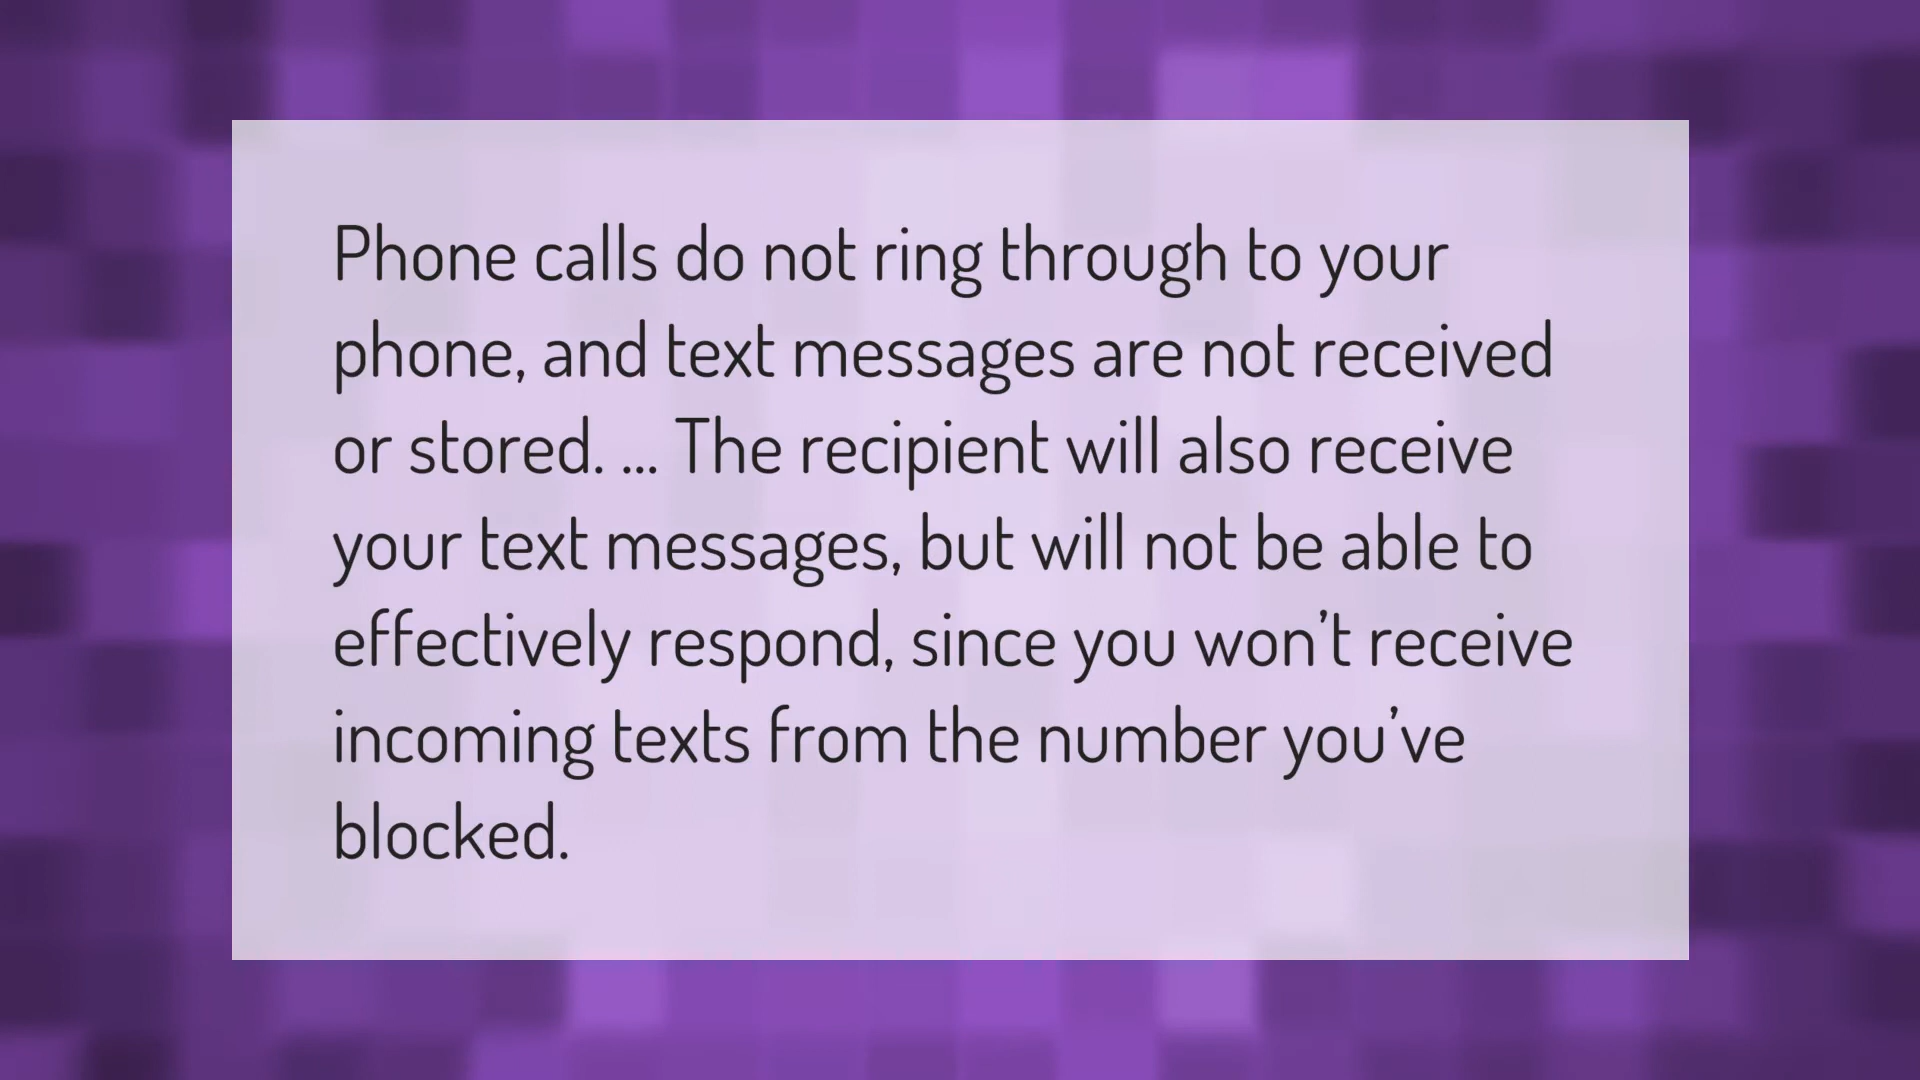 Phone calls do not ring through to your
phone, and text messages are not received
or stored. ... The recipient will also receive
your text messages, but will not be able to
effectively respond, since you won't receive
incoming texts from the number you've
blocked.